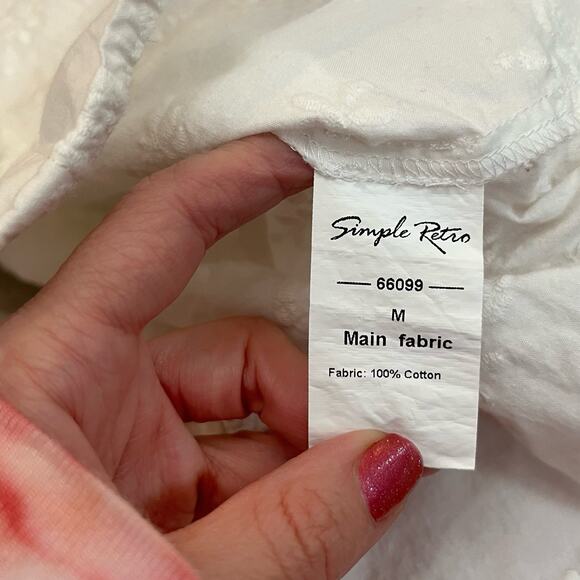 Simple Retro
66099
M
Main fabric
Fabric: 100% Cotton